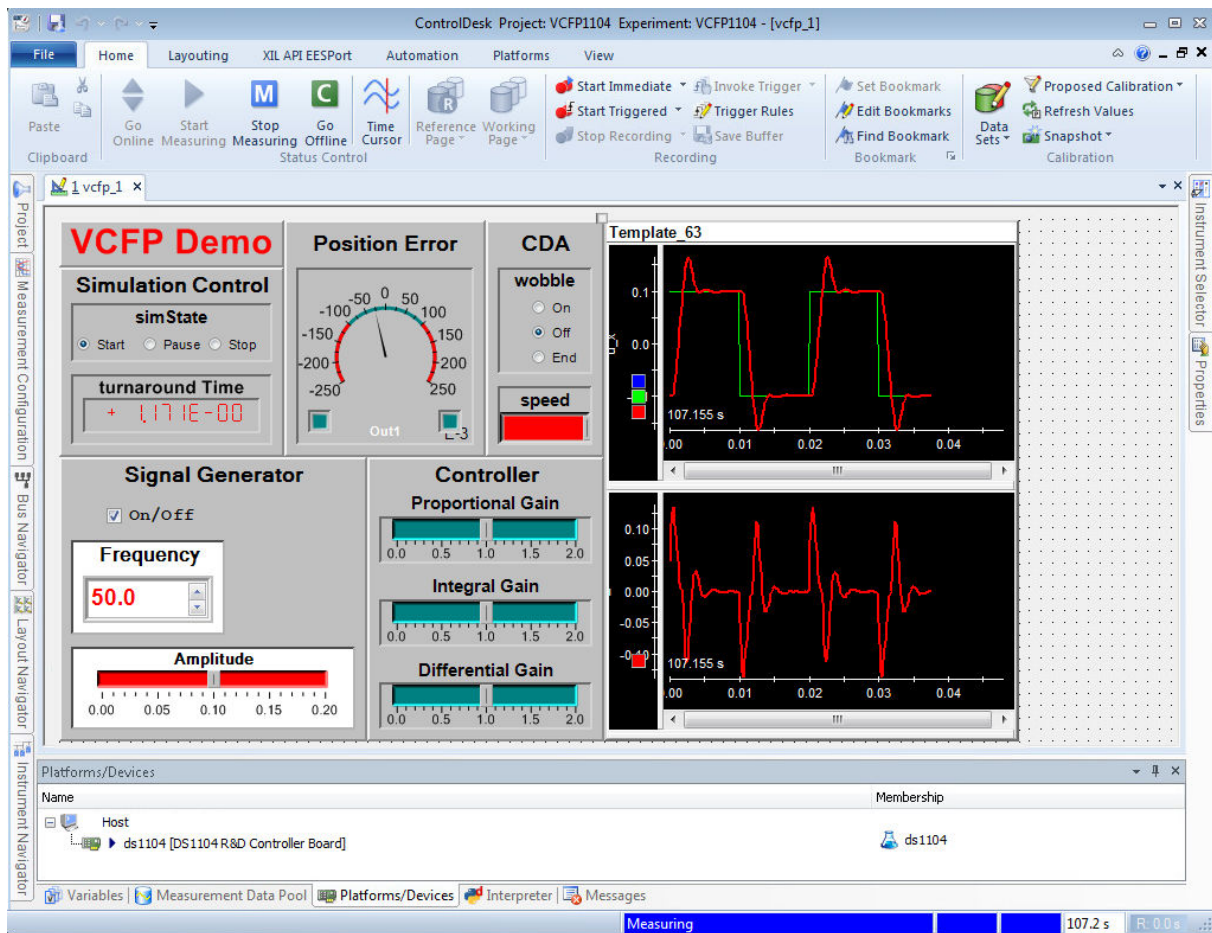 ControlDesk Project: VCFP1104 Experiment: VCFP1104 - [vcfp_1]
File Home Layouting XIL API EESPort Automation Platforms View
Paste
Clipboard
Go Online
Start Measuring
Stop Measuring
Go Offline
Status Control
Time Cursor
Reference Page
Working Page
Start Immediate
Start Triggered
Stop Recording
Invoke Trigger
Trigger Rules
Save Buffer
Recording
Set Bookmark
Edit Bookmarks
Find Bookmark
Bookmark
Data Sets
Proposed Calibration
Refresh Values
Snapshot
Calibration
Project
Measurement Configuration
Bus Navigator
Layout Navigator
Instrument Navigator
1 vcfp_1
VCFP Demo
Simulation Control
simState
Start Pause Stop
turnaround Time
+ 1.171E-00
Position Error
-250 -200 -150 -100 -50 0 50 100 150 200 250
Out1
E-3
CDA
wobble
On
Off
End
speed
Signal Generator
On/Off
Frequency
50.0
Amplitude
0.00 0.05 0.10 0.15 0.20
Controller
Proportional Gain
0.0 0.5 1.0 1.5 2.0
Integral Gain
0.0 0.5 1.0 1.5 2.0
Differential Gain
0.0 0.5 1.0 1.5 2.0
Template_63
0.1
0.0
107.155 s
.00 0.01 0.02 0.03 0.04
0.10
0.05
0.00
-0.05
107.155 s
.00 0.01 0.02 0.03 0.04
Instrument Selector
Properties
Platforms/Devices
Name Membership
Host
ds1104 [DS1104 R&D Controller Board] ds1104
Variables Measurement Data Pool Platforms/Devices Interpreter Messages
Measuring 107.2 s R: 0.0 s